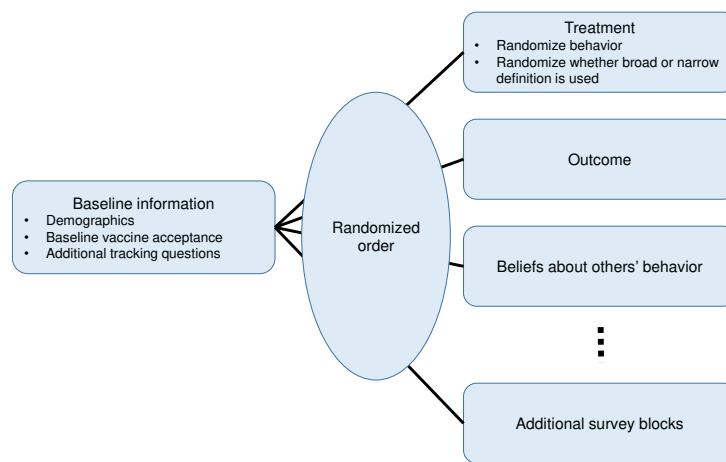 Treatment
• Randomize behavior
• Randomize whether broad or narrow
definition is used
Outcome
Baseline information
• Demographics
• Baseline vaccine acceptance
• Additional tracking questions
Randomized
order
Beliefs about others’ behavior
Additional survey blocks